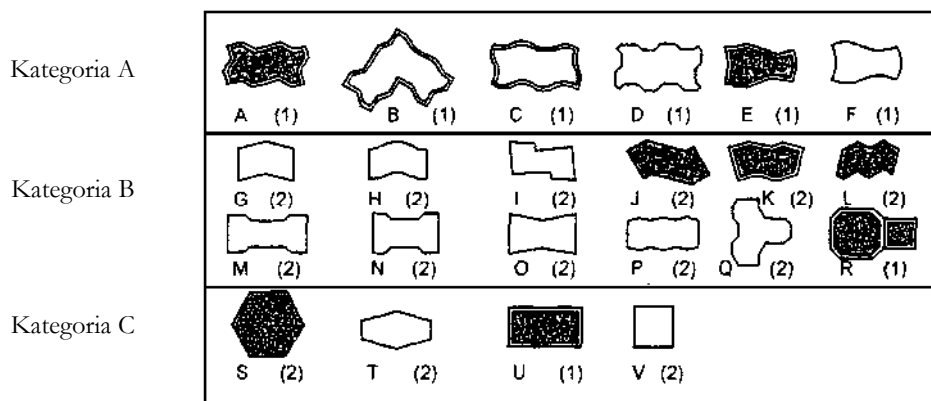 Kategoria A
A (1) B (1) C (1) D (1) E (1) F (1)
Kategoria B
G (2) H (2) I (2) J (2) K (2) L (2)
M (2) N (2) O (2) P (2) Q (2) R (1)
Kategoria C
S (2) T (2) U (1) V (2)